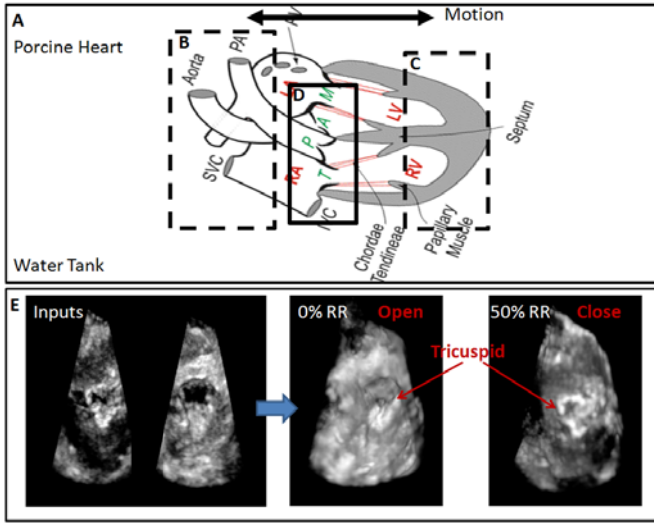 A
Motion
Porcine Heart
B
PA
PV
Aorta
C
LA
M
D
A
LV
P
Septum
SVC
RA
T
RV
IVC
Chordae
Tendineae
Papillary
Muscle
Water Tank
E
Inputs
0% RR
Open
50% RR
Close
Tricuspid